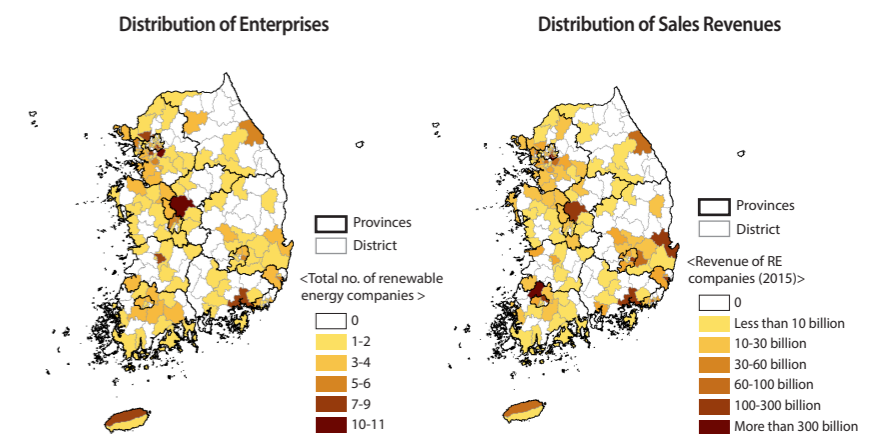 Distribution of Enterprises
Provinces
District
<Total no. of renewable
energy companies >
0
1-2
3-4
5-6
7-9
10-11
Distribution of Sales Revenues
Provinces
District
<Revenue of RE
companies (2015)>
0
Less than 10 billion
10-30 billion
30-60 billion
60-100 billion
100-300 billion
More than 300 billion